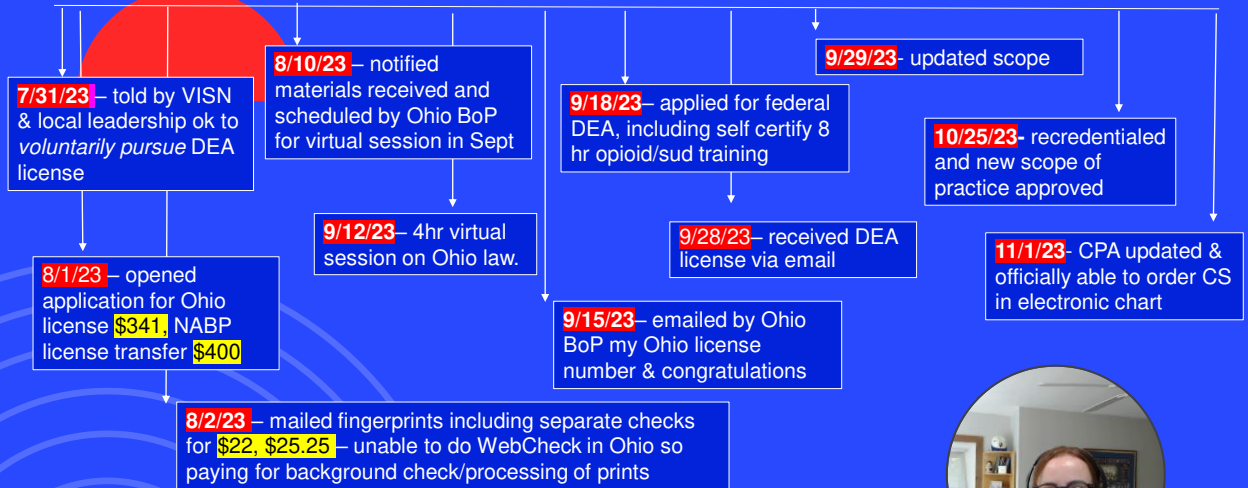 7/31/23 – told by VISN
& local leadership ok to
voluntarily pursue DEA
license
8/1/23 – opened
application for Ohio
license $341, NABP
license transfer $400
8/2/23 – mailed fingerprints including separate checks
for $22, $25.25 – unable to do WebCheck in Ohio so
paying for background check/processing of prints
8/10/23 – notified
materials received and
scheduled by Ohio BoP
for virtual session in Sept
9/12/23– 4hr virtual
session on Ohio law.
9/15/23– emailed by Ohio
BoP my Ohio license
number & congratulations
9/18/23– applied for federal
DEA, including self certify 8
hr opioid/sud training
9/28/23– received DEA
license via email
9/29/23- updated scope
10/25/23- recredentialed
and new scope of
practice approved
11/1/23- CPA updated &
officially able to order CS
in electronic chart